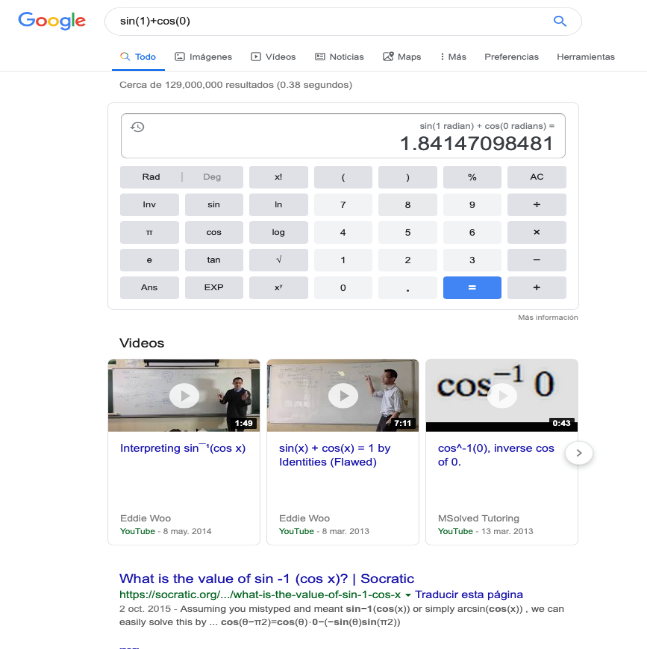 Google
sin(1)+cos(0)
Todo Imágenes Vídeos Noticias Maps Más Preferencias Herramientas
Cerca de 129,000,000 resultados (0.38 segundos)
sin(1 radian) + cos(0 radians) =
1.84147098481
Rad | Deg x! ( ) % AC
Inv sin ln 7 8 9 ÷
π cos log 4 5 6 ×
e tan √ 1 2 3 −
Ans EXP xʸ 0 . = +
Más información
Videos
1:49 7:11 cos⁻¹ 0 0:43
Interpreting sin¯¹(cos x)
Eddie Woo
YouTube - 8 may. 2014
sin(x) + cos(x) = 1 by
Identities (Flawed)
Eddie Woo
YouTube - 8 mar. 2013
cos^-1(0), inverse cos
of 0.
MSolved Tutoring
YouTube - 13 mar. 2013
What is the value of sin -1 (cos x)? | Socratic
https://socratic.org/.../what-is-the-value-of-sin-1-cos-x ▾ Traducir esta página
2 oct. 2015 - Assuming you mistyped and meant sin−1(cos(x)) or simply arcsin(cos(x)) , we can
easily solve this by ... cos(θ−π2)=cos(θ)⋅0−(−sin(θ)sin(π2))